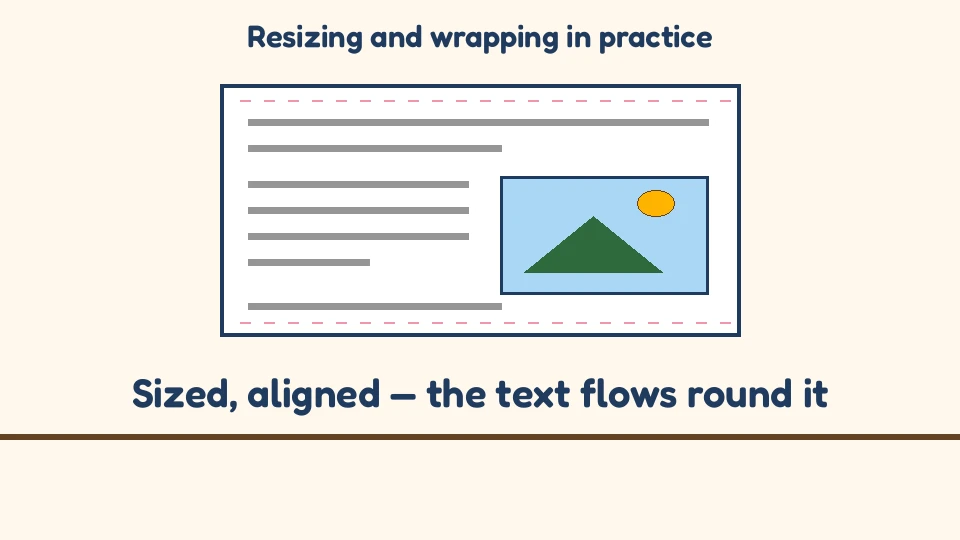 Resizing and wrapping in practice
Sized, aligned — the text flows round it